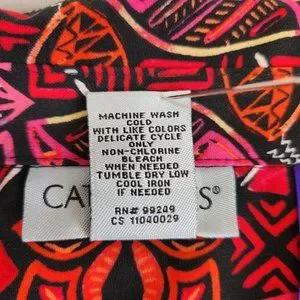 MACHINE WASH
COLD
WITH LIKE COLORS
DELICATE CYCLE
ONLY
NON-CHLORINE
BLEACH
WHEN NEEDED
TUMBLE DRY LOW
COOL IRON
IF NEEDED
RN# 99249
CS 11040029